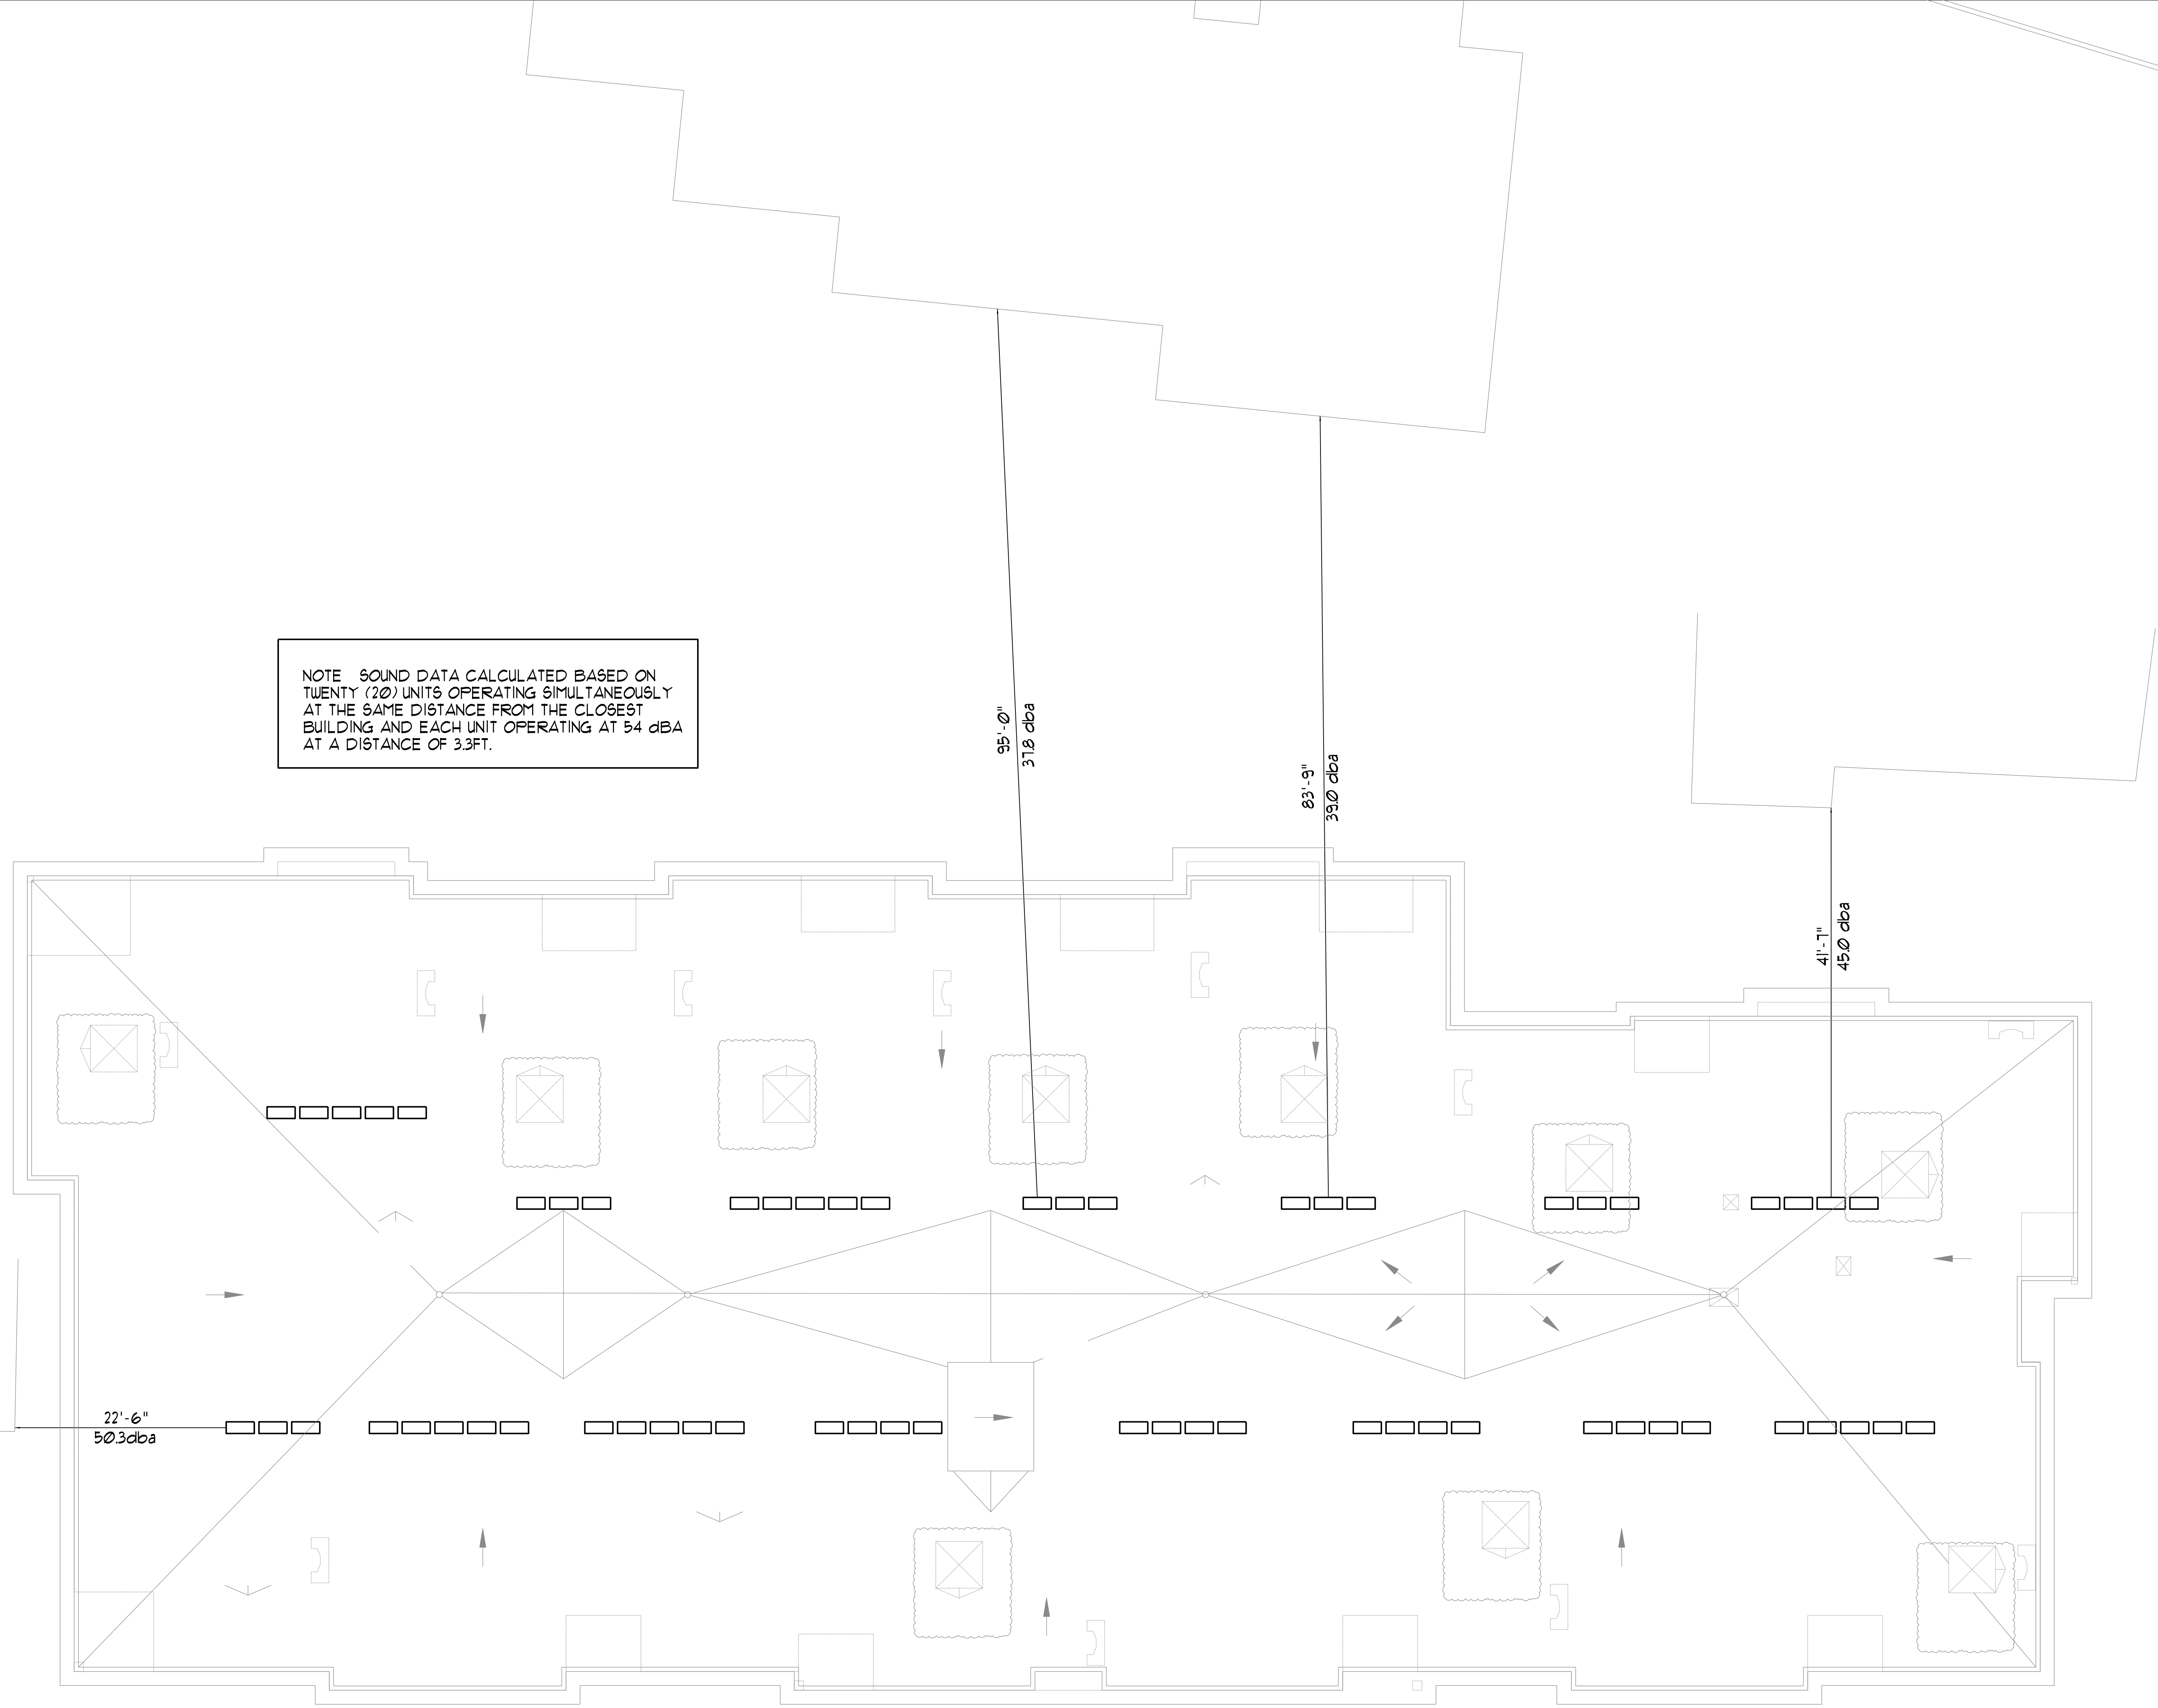 NOTE SOUND DATA CALCULATED BASED ON
TWENTY (20) UNITS OPERATING SIMULTANEOUSLY
AT THE SAME DISTANCE FROM THE CLOSEST
BUILDING AND EACH UNIT OPERATING AT 54 dBA
AT A DISTANCE OF 3.3FT.
95'-0"
37.8 dba
83'-9"
39.0 dba
41'-7"
45.0 dba
22'-6"
50.3dba